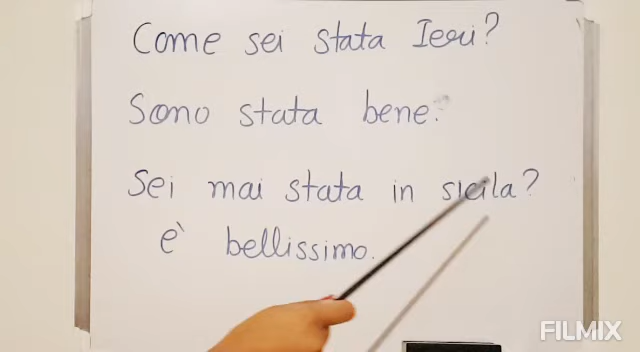 Come sei stata Ieri?
Sono stata bene.
Sei mai stata in sicila?
e' bellissimo.
FILMIX